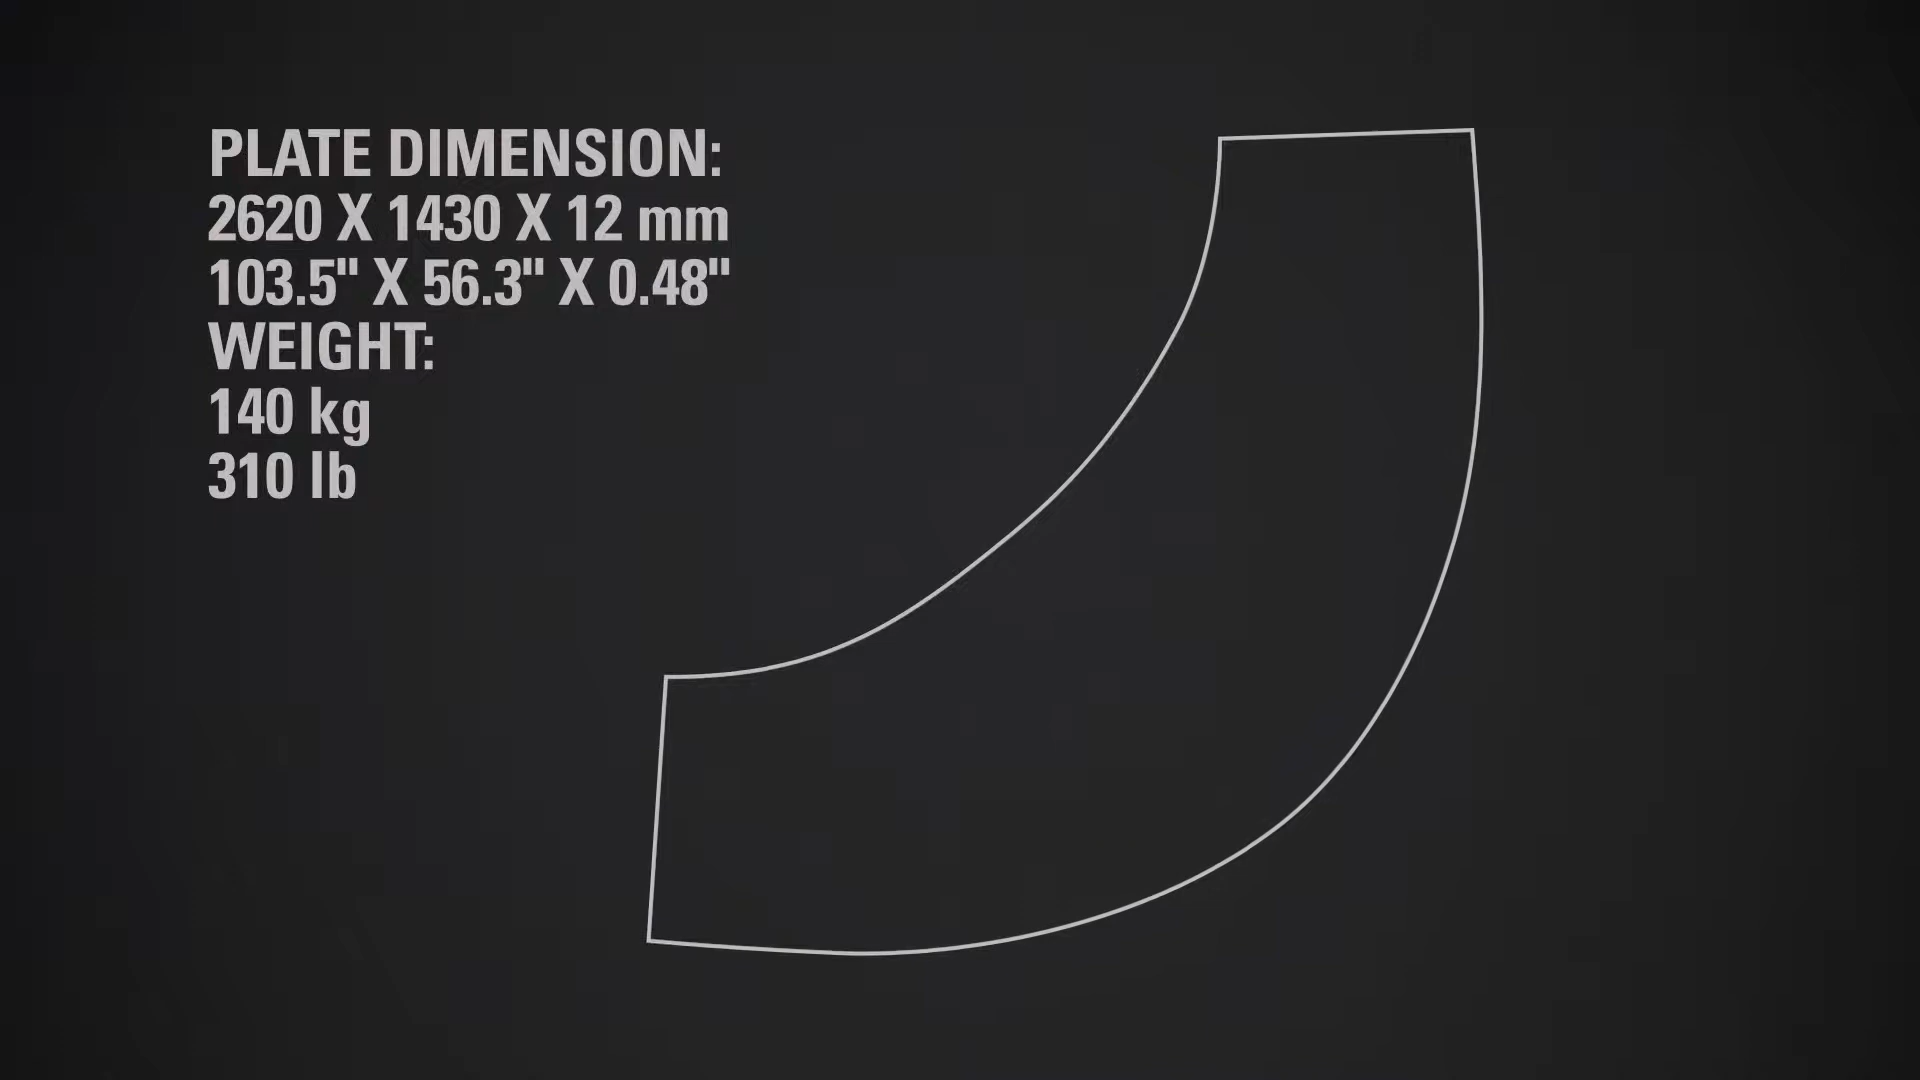 PLATE DIMENSION:
2620 X 1430 X 12 mm
103.5" X 56.3" X 0.48"
WEIGHT:
140 kg
310 lb